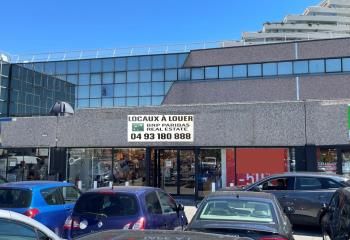 LOCAUX À LOUER
BNP PARIBAS
REAL ESTATE
04 93 180 888